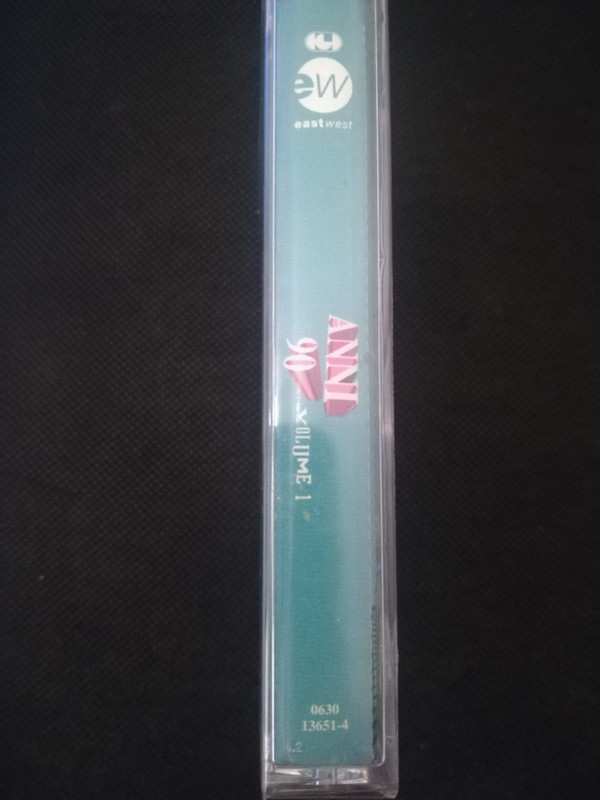 ew
eastwest
ANNI
90
VOLUME 1
0630
13651-4